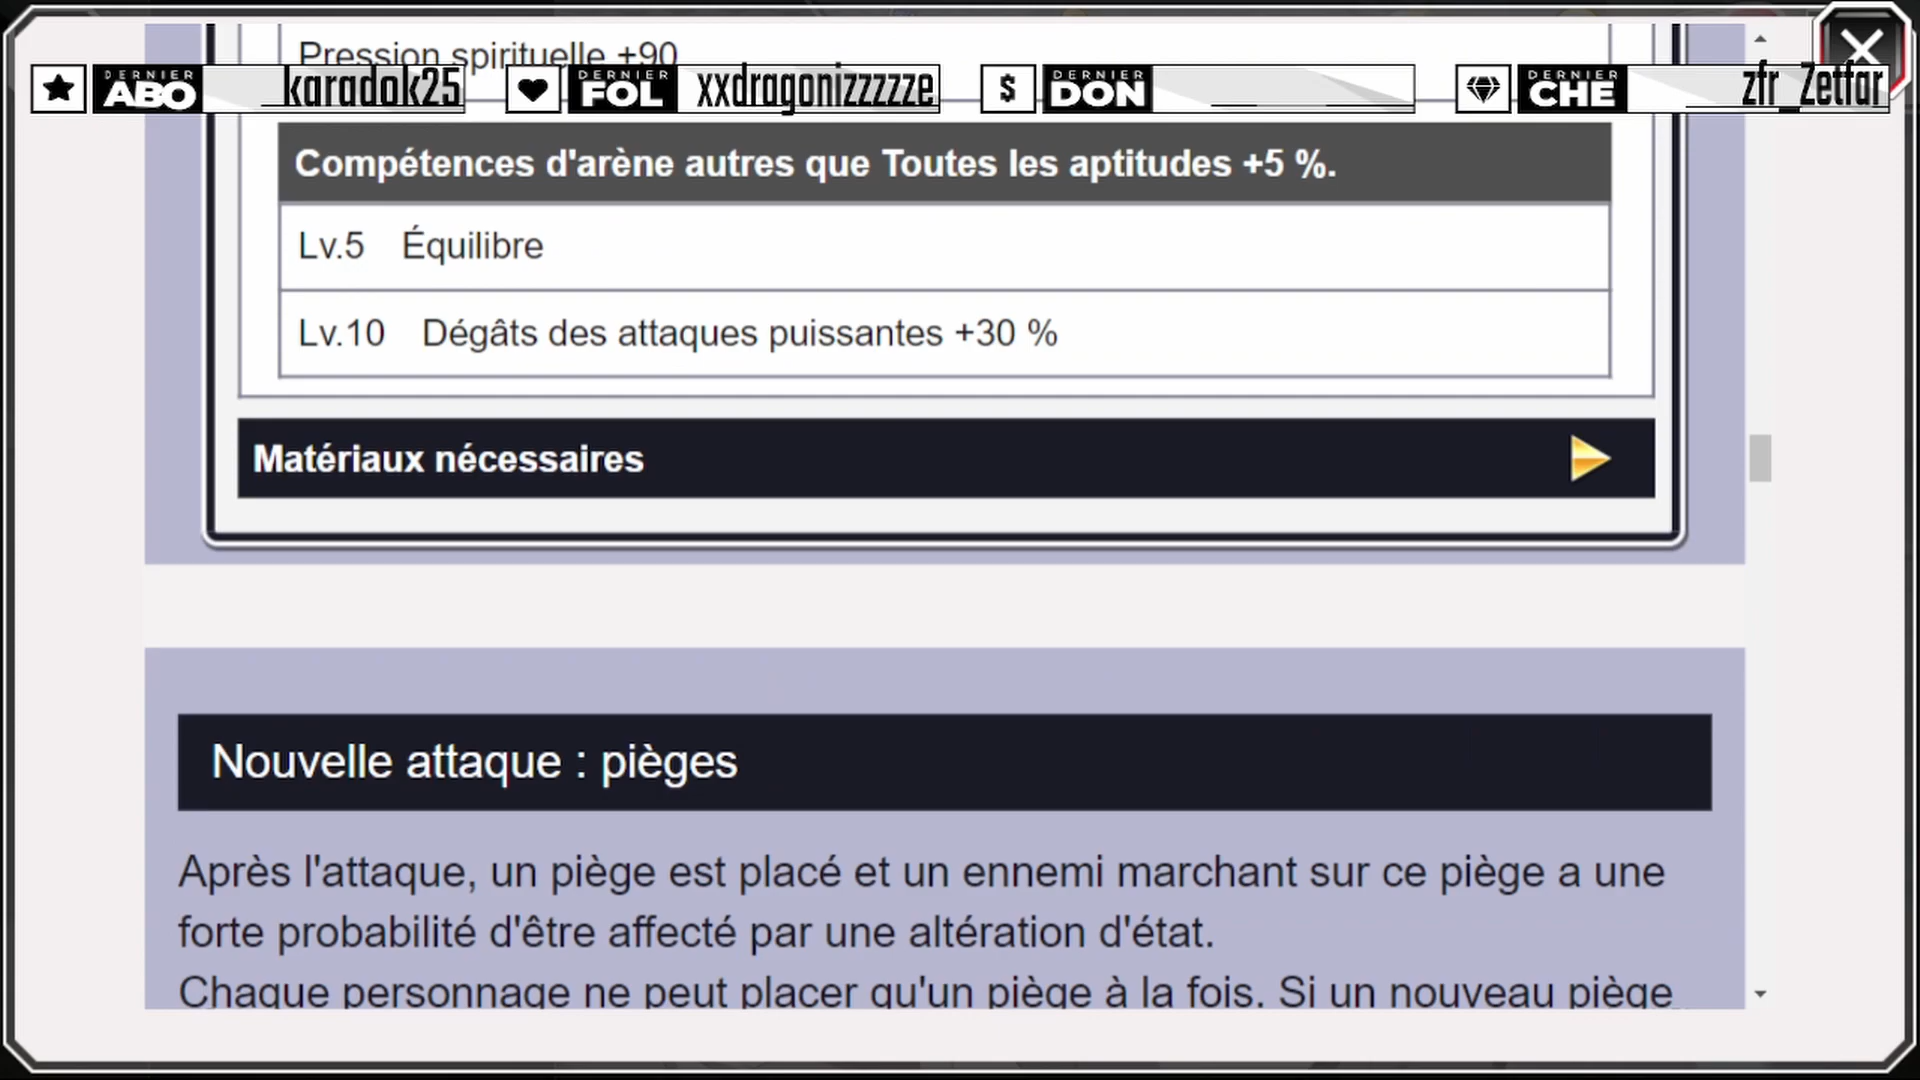 Pression spirituelle +90
DERNIER ABO karadok25
DERNIER FOL xxdragonizzzzze
$ DERNIER DON
DERNIER CHE zfr_Zetfar
Compétences d'arène autres que Toutes les aptitudes +5 %.
Lv.5 Équilibre
Lv.10 Dégâts des attaques puissantes +30 %
Matériaux nécessaires
Nouvelle attaque : pièges
Après l'attaque, un piège est placé et un ennemi marchant sur ce piège a une
forte probabilité d'être affecté par une altération d'état.
Chaque personnage ne peut placer qu'un piège à la fois. Si un nouveau piège